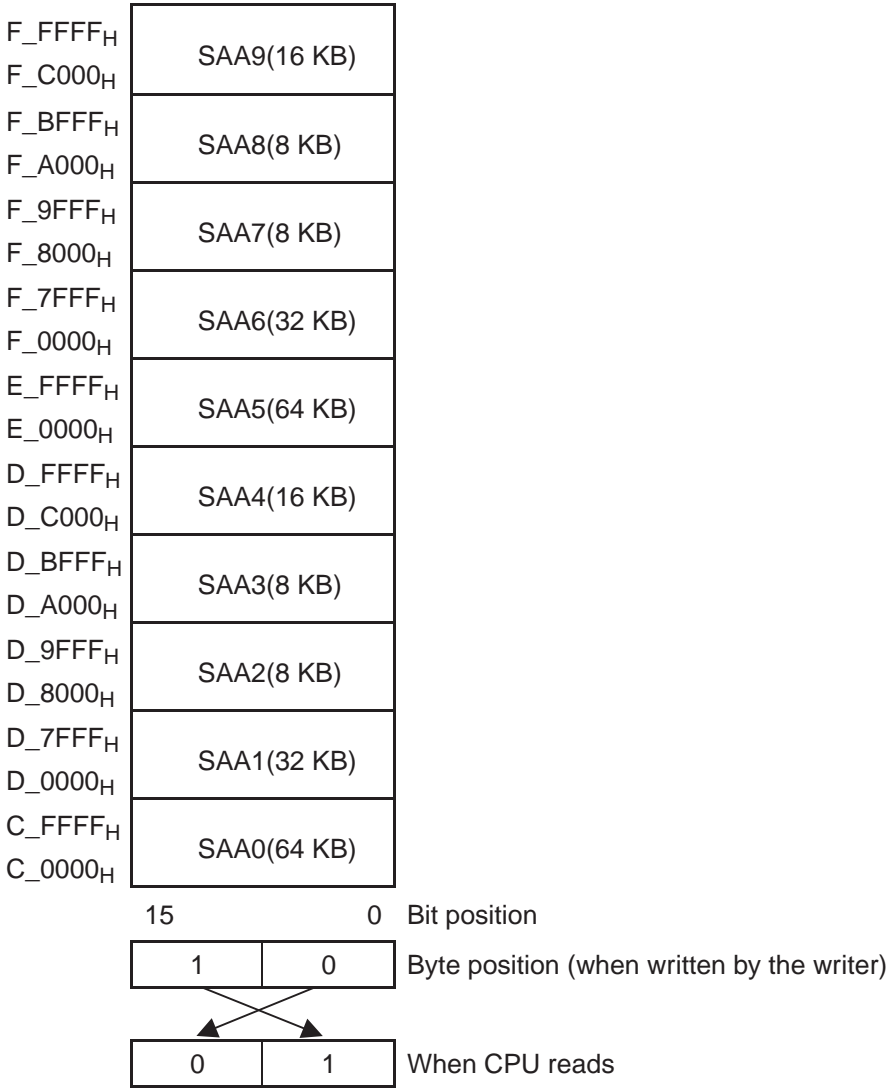 F_FFFFH
SAA9(16 KB)
F_C000H
F_BFFFH
SAA8(8 KB)
F_A000H
F_9FFFH
SAA7(8 KB)
F_8000H
F_7FFFH
SAA6(32 KB)
F_0000H
E_FFFFH
SAA5(64 KB)
E_0000H
D_FFFFH
SAA4(16 KB)
D_C000H
D_BFFFH
SAA3(8 KB)
D_A000H
D_9FFFH
SAA2(8 KB)
D_8000H
D_7FFFH
SAA1(32 KB)
D_0000H
C_FFFFH
SAA0(64 KB)
C_0000H
15 0 Bit position
1 0 Byte position (when written by the writer)
0 1 When CPU reads